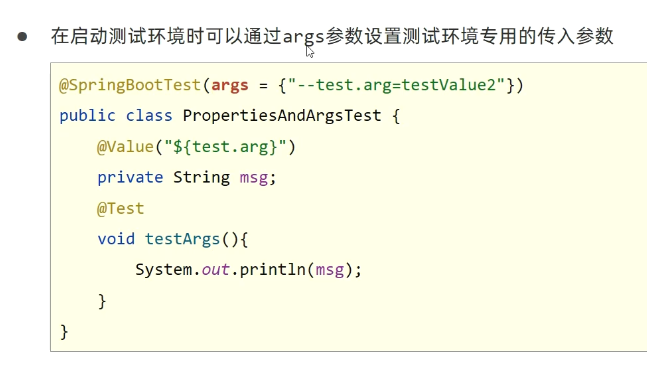 ● 在启动测试环境时可以通过args参数设置测试环境专用的传入参数
@SpringBootTest(args = {"--test.arg=testValue2"})
public class PropertiesAndArgsTest {
    @Value("${test.arg}")
    private String msg;
    @Test
    void testArgs(){
        System.out.println(msg);
    }
}